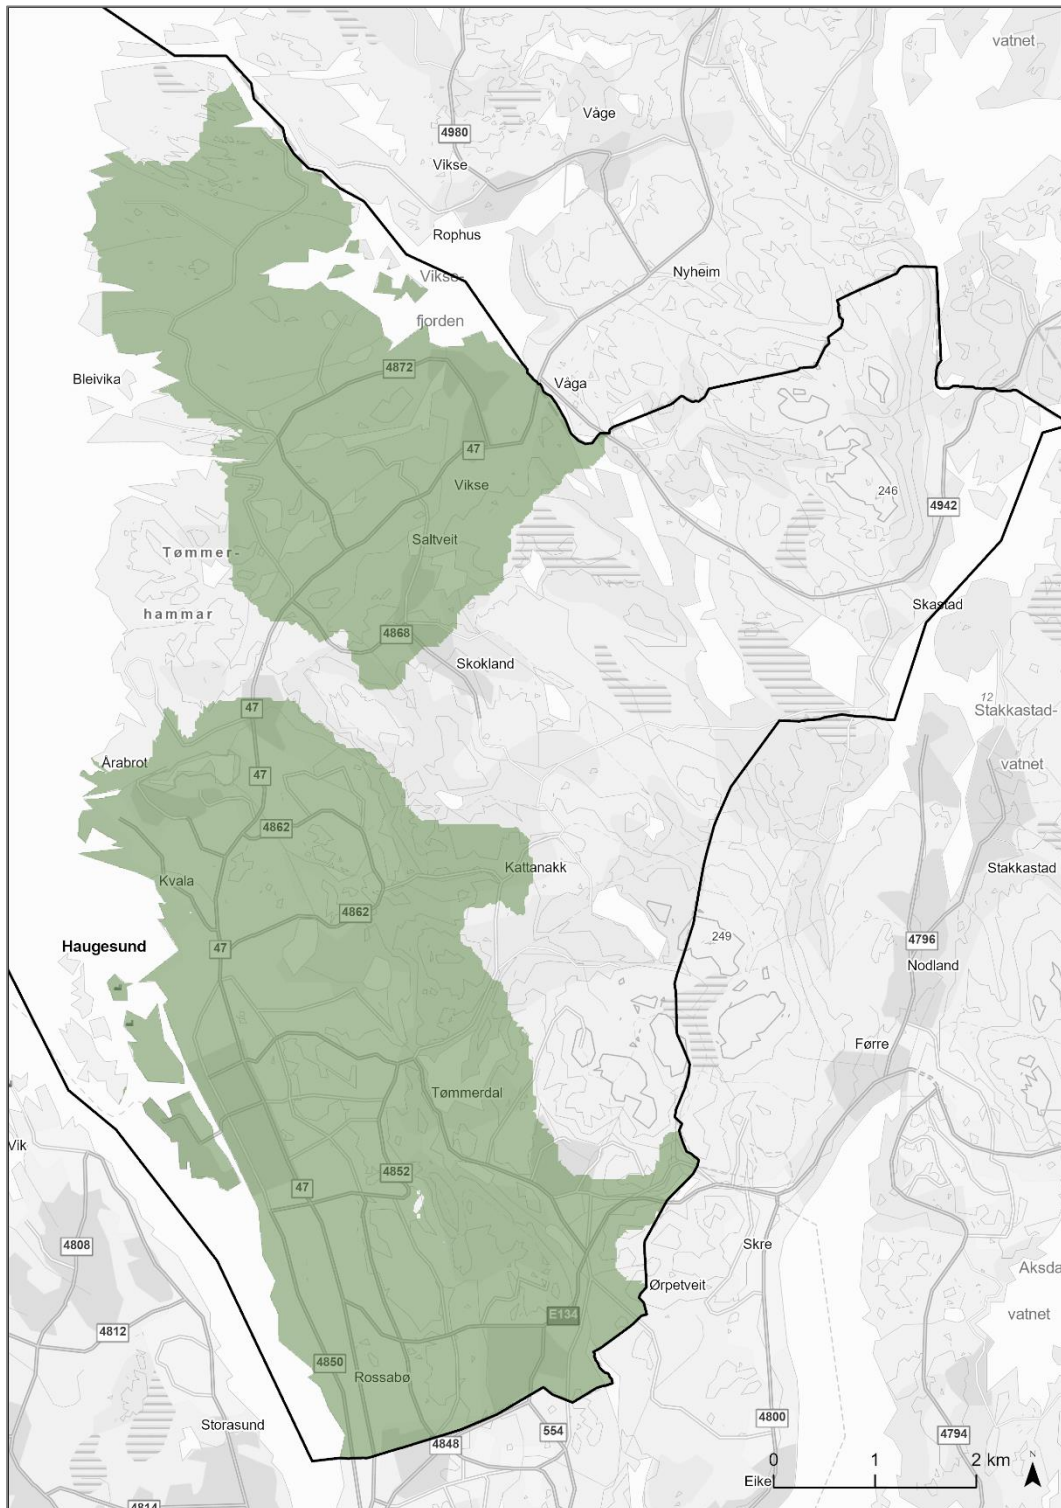 vatnet
Våge
4980
Vikse
Rophus
Nyheim
Vikse-
fjorden
4872
Bleivika
Våga
47
Vikse
246
4942
Saltveit
Tømmer-
hammar
Skastad
4868
Skokland
12
Stakkastad-
vatnet
47
Årabrot
47
4862
Kattanakk
Stakkastad
Kvala
4862
249
4796
Haugesund
47
Nodland
Førre
Tømmerdal
Vik
4852
47
4808
Skre
Aksda
Ørpetveit
vatnet
E134
4812
4850
Rossabø
Storasund
4800
554
4848
4794
0 1 2 km
N
Eike
4814